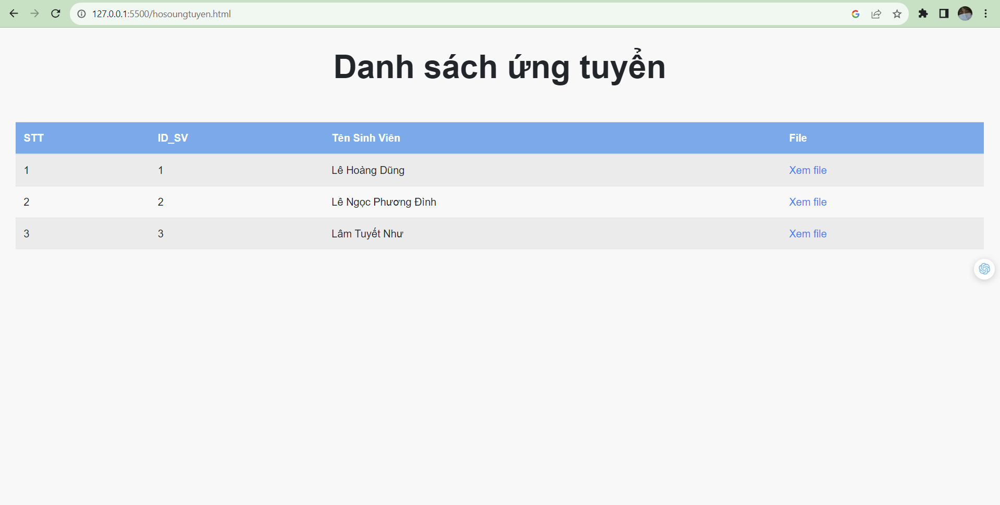 127.0.0.1:5500/hosoungtuyen.html
Danh sách ứng tuyển
STT ID_SV Tên Sinh Viên File
1 1 Lê Hoàng Dũng Xem file
2 2 Lê Ngọc Phương Đình Xem file
3 3 Lâm Tuyết Như Xem file